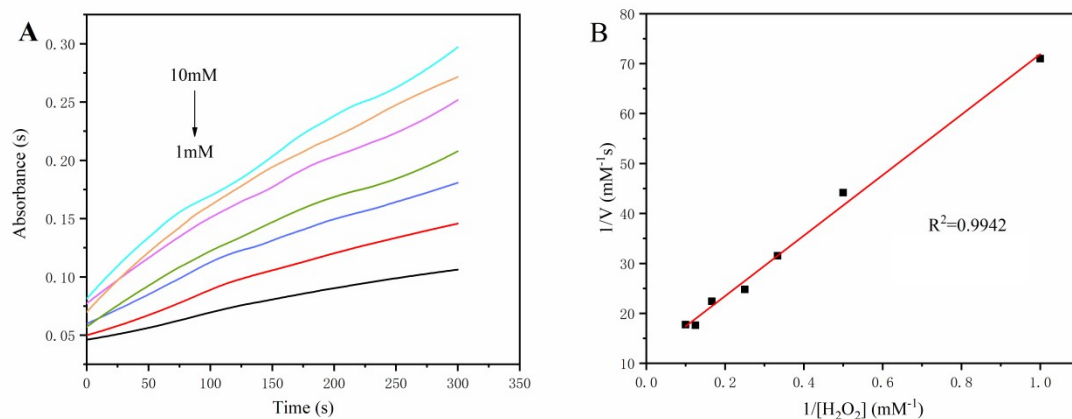 A
0.30
0.25
0.20
0.15
0.10
0.05
Absorbance (s)
10mM
1mM
0 50 100 150 200 250 300 350
Time (s)
B
80
70
60
50
40
30
20
10
1/V (mM⁻¹s)
R²=0.9942
0.0 0.2 0.4 0.6 0.8 1.0
1/[H₂O₂] (mM⁻¹)